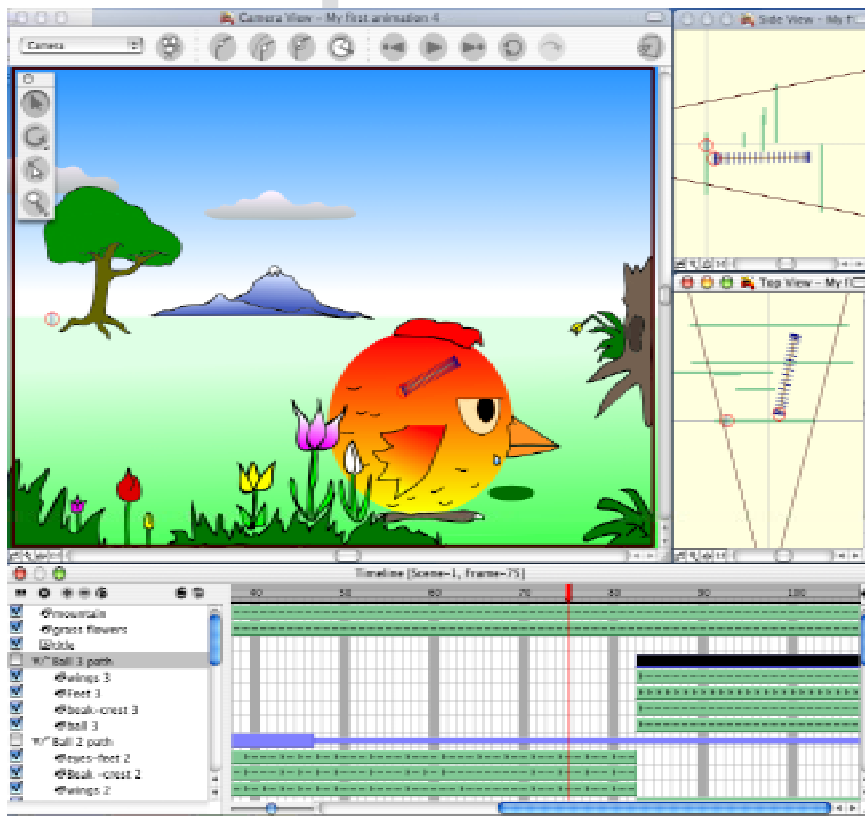 Camera View – My first animation 4
Side View – My fi
Camera
Top View – My fi
Timeline [Scene-1, Frame-75]
40 50 60 70 80 90 100
mountain
grass flowers
title
Ball 3 path
wings 3
Feet 3
beak-crest 3
ball 3
Ball 2 path
eyes-feet 2
Beak -crest 2
wings 2